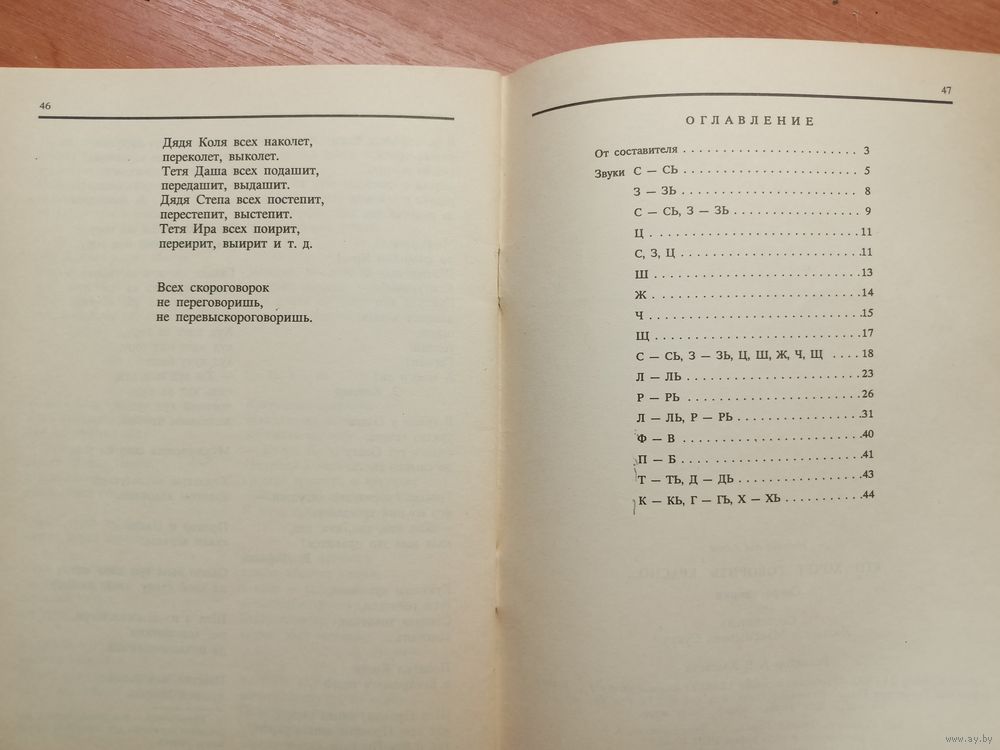 46
Дядя Коля всех наколет,
переколет, выколет.
Тетя Даша всех подашит,
передашит, выдашит.
Дядя Степа всех постепит,
перестепит, выстепит.
Тетя Ира всех поирит,
переирит, выирит и т. д.
Всех скороговорок
не переговоришь,
не перевыскороговоришь.
47
ОГЛАВЛЕНИЕ
От составителя . . . . . . . . . . . . . . . . . . . . . 3
Звуки С — СЬ . . . . . . . . . . . . . . . . . . . . . 5
З — ЗЬ . . . . . . . . . . . . . . . . . . . . . 8
С — СЬ, З — ЗЬ . . . . . . . . . . . . . . . 9
Ц . . . . . . . . . . . . . . . . . . . . . . . . . 11
С, З, Ц . . . . . . . . . . . . . . . . . . . . . 11
Ш . . . . . . . . . . . . . . . . . . . . . . . . 13
Ж . . . . . . . . . . . . . . . . . . . . . . . . 14
Ч . . . . . . . . . . . . . . . . . . . . . . . . . 15
Щ . . . . . . . . . . . . . . . . . . . . . . . . 17
С — СЬ, З — ЗЬ, Ц, Ш, Ж, Ч, Щ . . . . 18
Л — ЛЬ . . . . . . . . . . . . . . . . . . . . 23
Р — РЬ . . . . . . . . . . . . . . . . . . . . 26
Л — ЛЬ, Р — РЬ . . . . . . . . . . . . . . 31
Ф — В . . . . . . . . . . . . . . . . . . . . . 40
П — Б . . . . . . . . . . . . . . . . . . . . . 41
Т — ТЬ, Д — ДЬ . . . . . . . . . . . . . . 43
К — КЬ, Г — ГЬ, Х — ХЬ . . . . . . . . . 44
www.ay.by